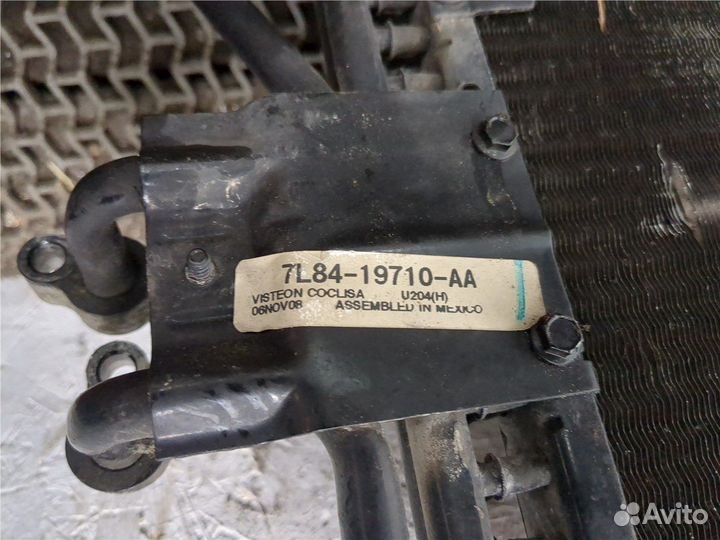 7L84-19710-AA
VISTEON COCLISA U204(H)
06NOV08 ASSEMBLED IN MEXICO
Avito